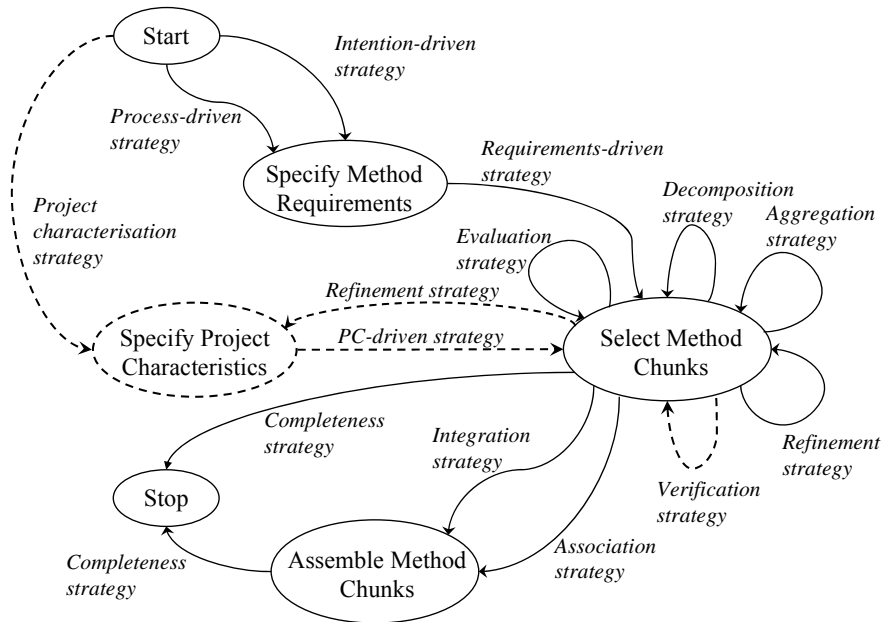 Start
Intention-driven
strategy
Process-driven
strategy
Specify Method
Requirements
Requirements-driven
strategy
Decomposition
strategy
Aggregation
strategy
Project
characterisation
strategy
Evaluation
strategy
Refinement strategy
Specify Project
Characteristics
PC-driven strategy
Select Method
Chunks
Completeness
strategy
Integration
strategy
Refinement
strategy
Verification
strategy
Stop
Association
strategy
Completeness
strategy
Assemble Method
Chunks